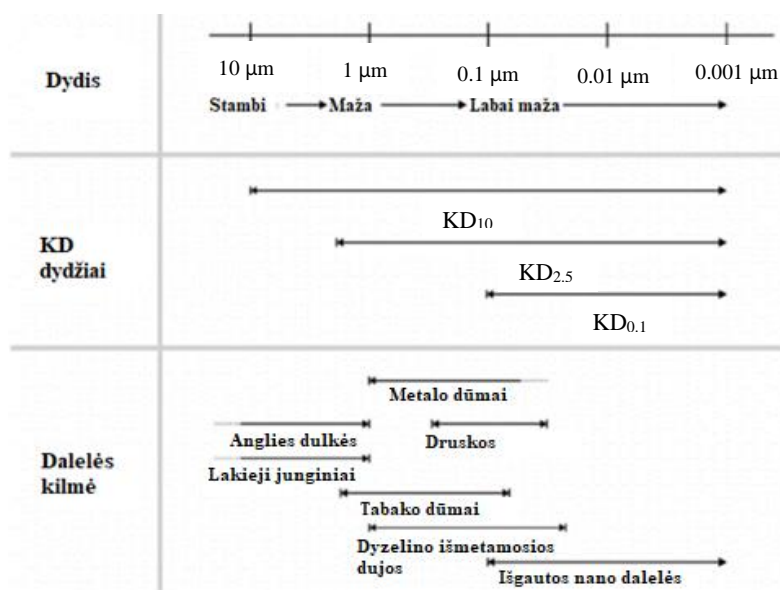 10 µm 1 µm 0.1 µm 0.01 µm 0.001 µm
Dydis
Stambi Maža Labai maža
KD10
KD
dydžiai
KD2.5
KD0.1
Metalo dūmai
Anglies dulkės Druskos
Dalelės
kilmė
Lakieji junginiai
Tabako dūmai
Dyzelino išmetamosios
dujos
Išgautos nano dalelės